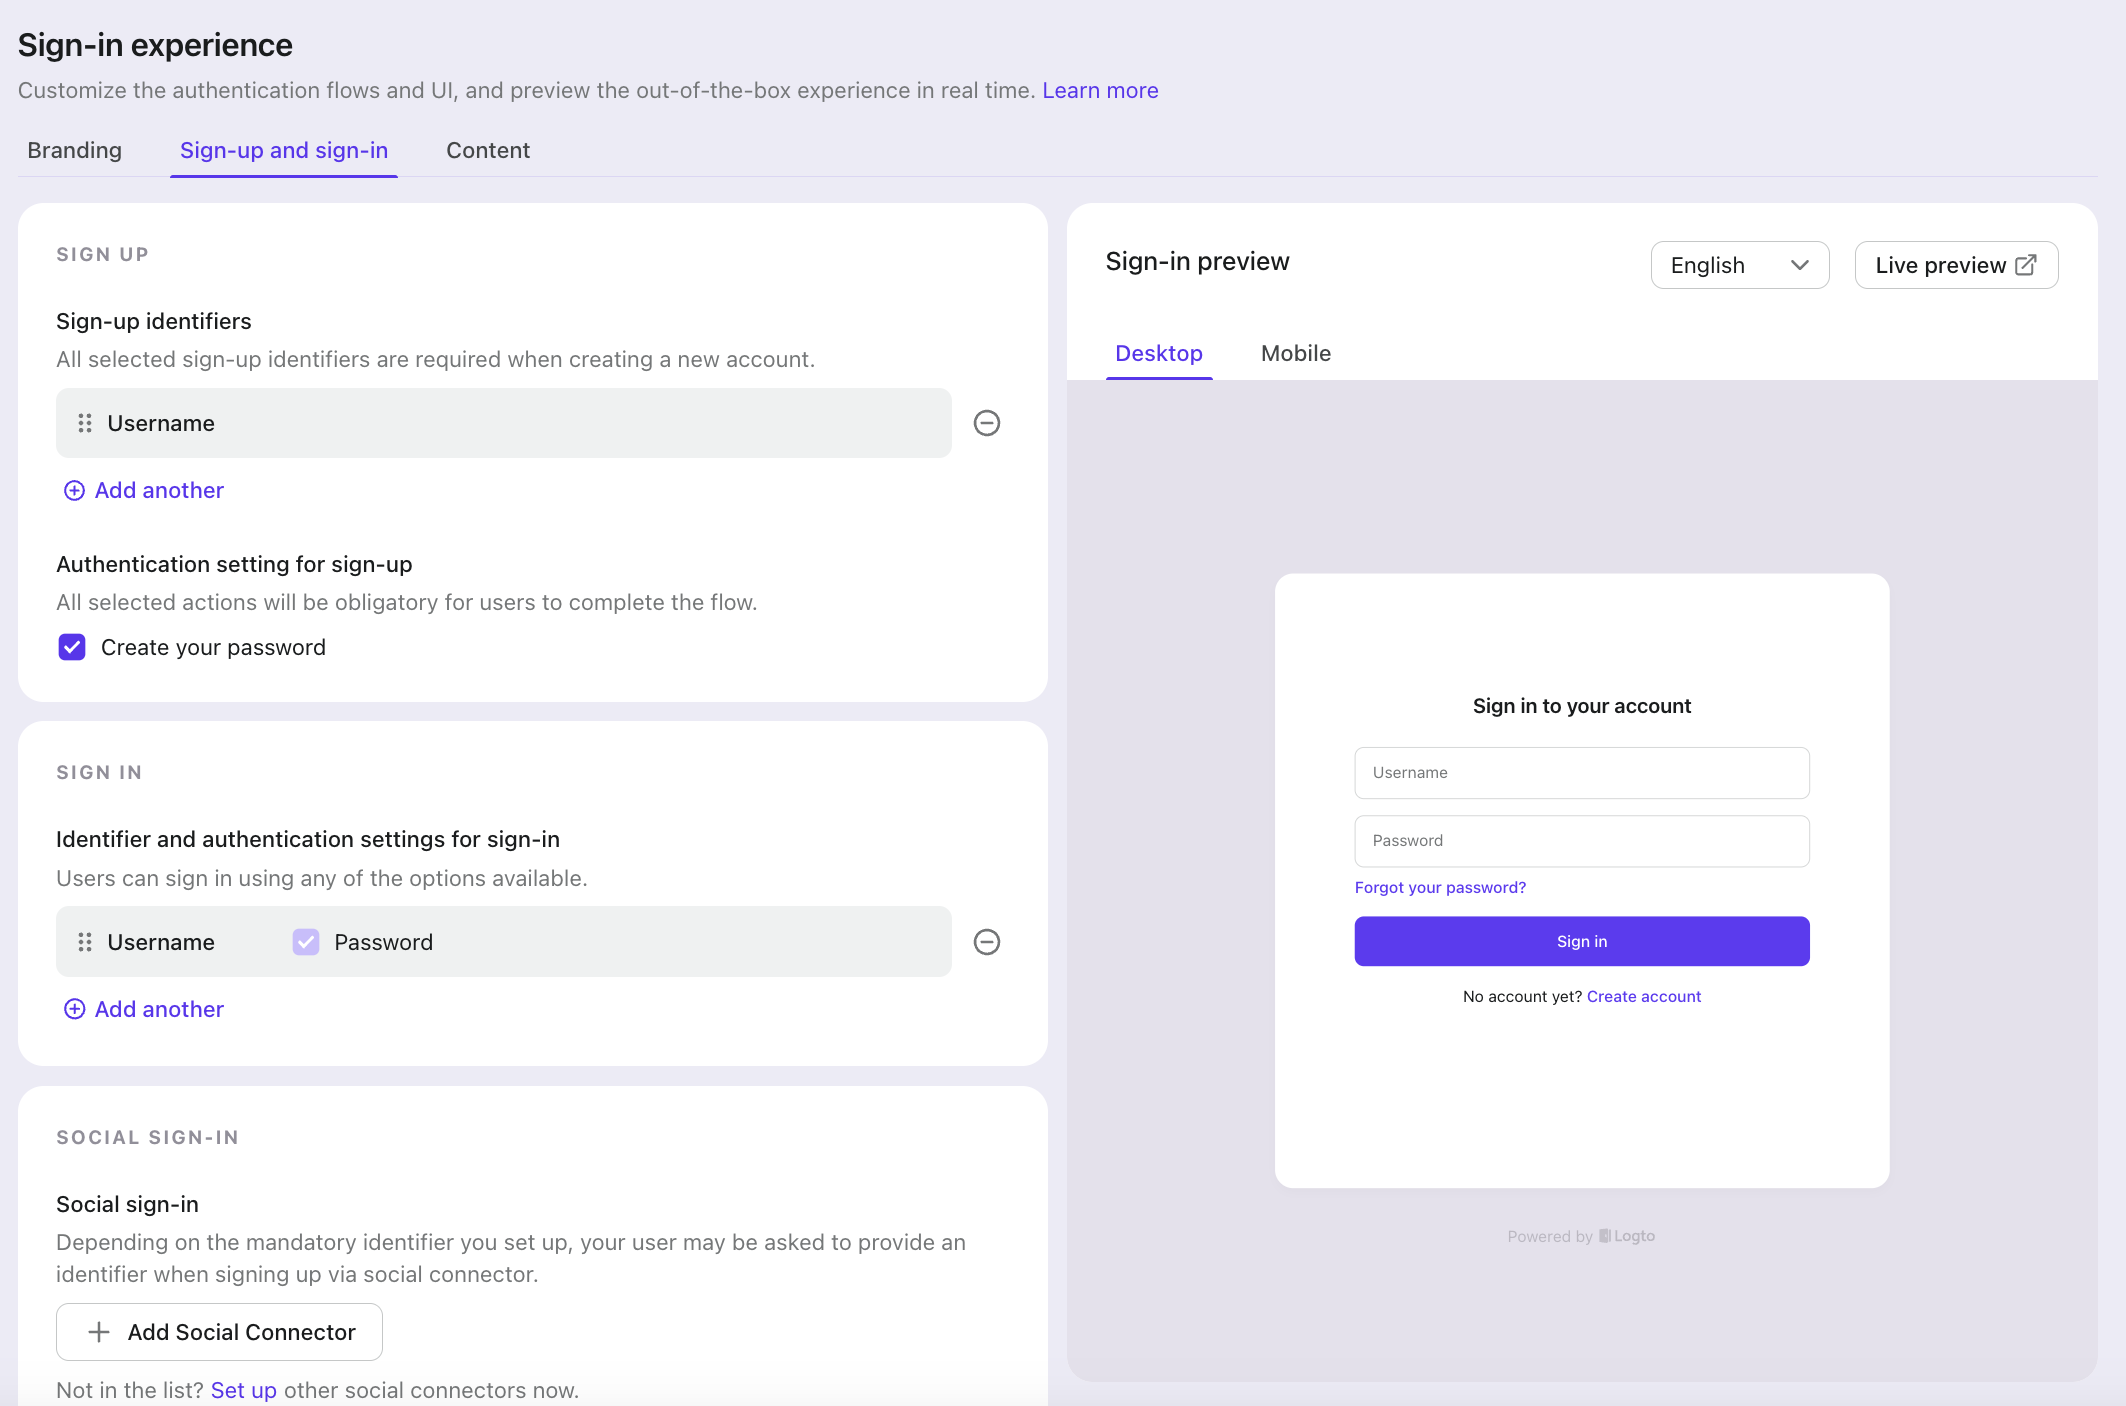 Sign-in experience
Customize the authentication flows and UI, and preview the out-of-the-box experience in real time. Learn more
Branding
Sign-up and sign-in
Content
SIGN UP
Sign-up identifiers
All selected sign-up identifiers are required when creating a new account.
Username
Add another
Authentication setting for sign-up
All selected actions will be obligatory for users to complete the flow.
Create your password
SIGN IN
Identifier and authentication settings for sign-in
Users can sign in using any of the options available.
Username
Password
Add another
SOCIAL SIGN-IN
Social sign-in
Depending on the mandatory identifier you set up, your user may be asked to provide an
identifier when signing up via social connector.
Add Social Connector
Not in the list? Set up other social connectors now.
Sign-in preview
English
Live preview
Desktop
Mobile
Sign in to your account
Username
Password
Forgot your password?
Sign in
No account yet? Create account
Powered by Logto